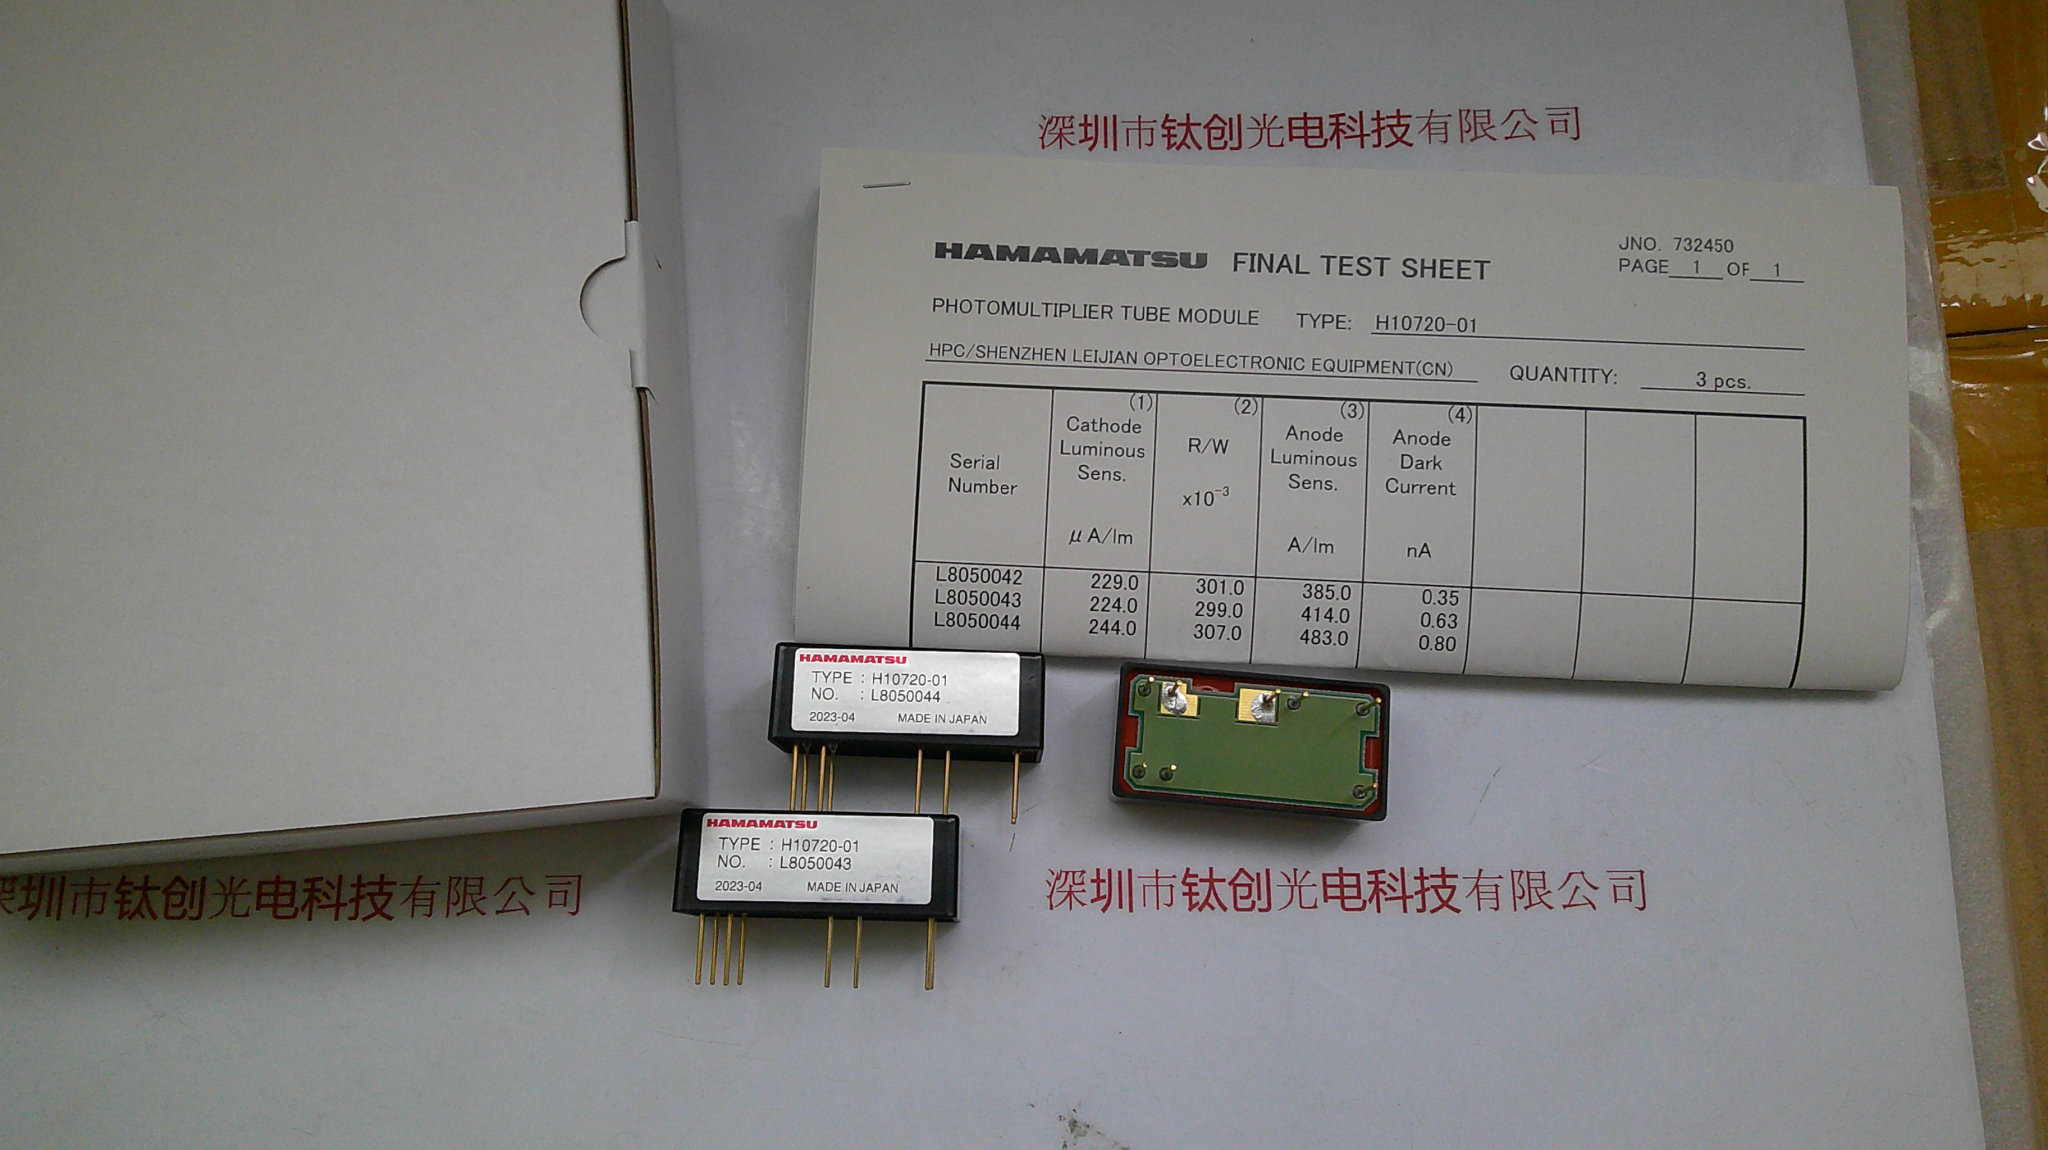 深圳市钛创光电科技有限公司
HAMAMATSU FINAL TEST SHEET
JNO. 732450
PAGE 1 OF 1
PHOTOMULTIPLIER TUBE MODULE TYPE: H10720-01
HPC/SHENZHEN LEIJIAN OPTOELECTRONIC EQUIPMENT(CN) QUANTITY: 3 pcs.
(1) (2) (3) (4)
Serial Number
Cathode Luminous Sens. μA/lm
R/W x10⁻³
Anode Luminous Sens. A/lm
Anode Dark Current nA
L8050042 229.0 301.0 385.0 0.35
L8050043 224.0 299.0 414.0 0.63
L8050044 244.0 307.0 483.0 0.80
HAMAMATSU
TYPE : H10720-01
NO. : L8050044
2023-04 MADE IN JAPAN
HAMAMATSU
TYPE : H10720-01
NO. : L8050043
2023-04 MADE IN JAPAN
深圳市钛创光电科技有限公司
深圳市钛创光电科技有限公司